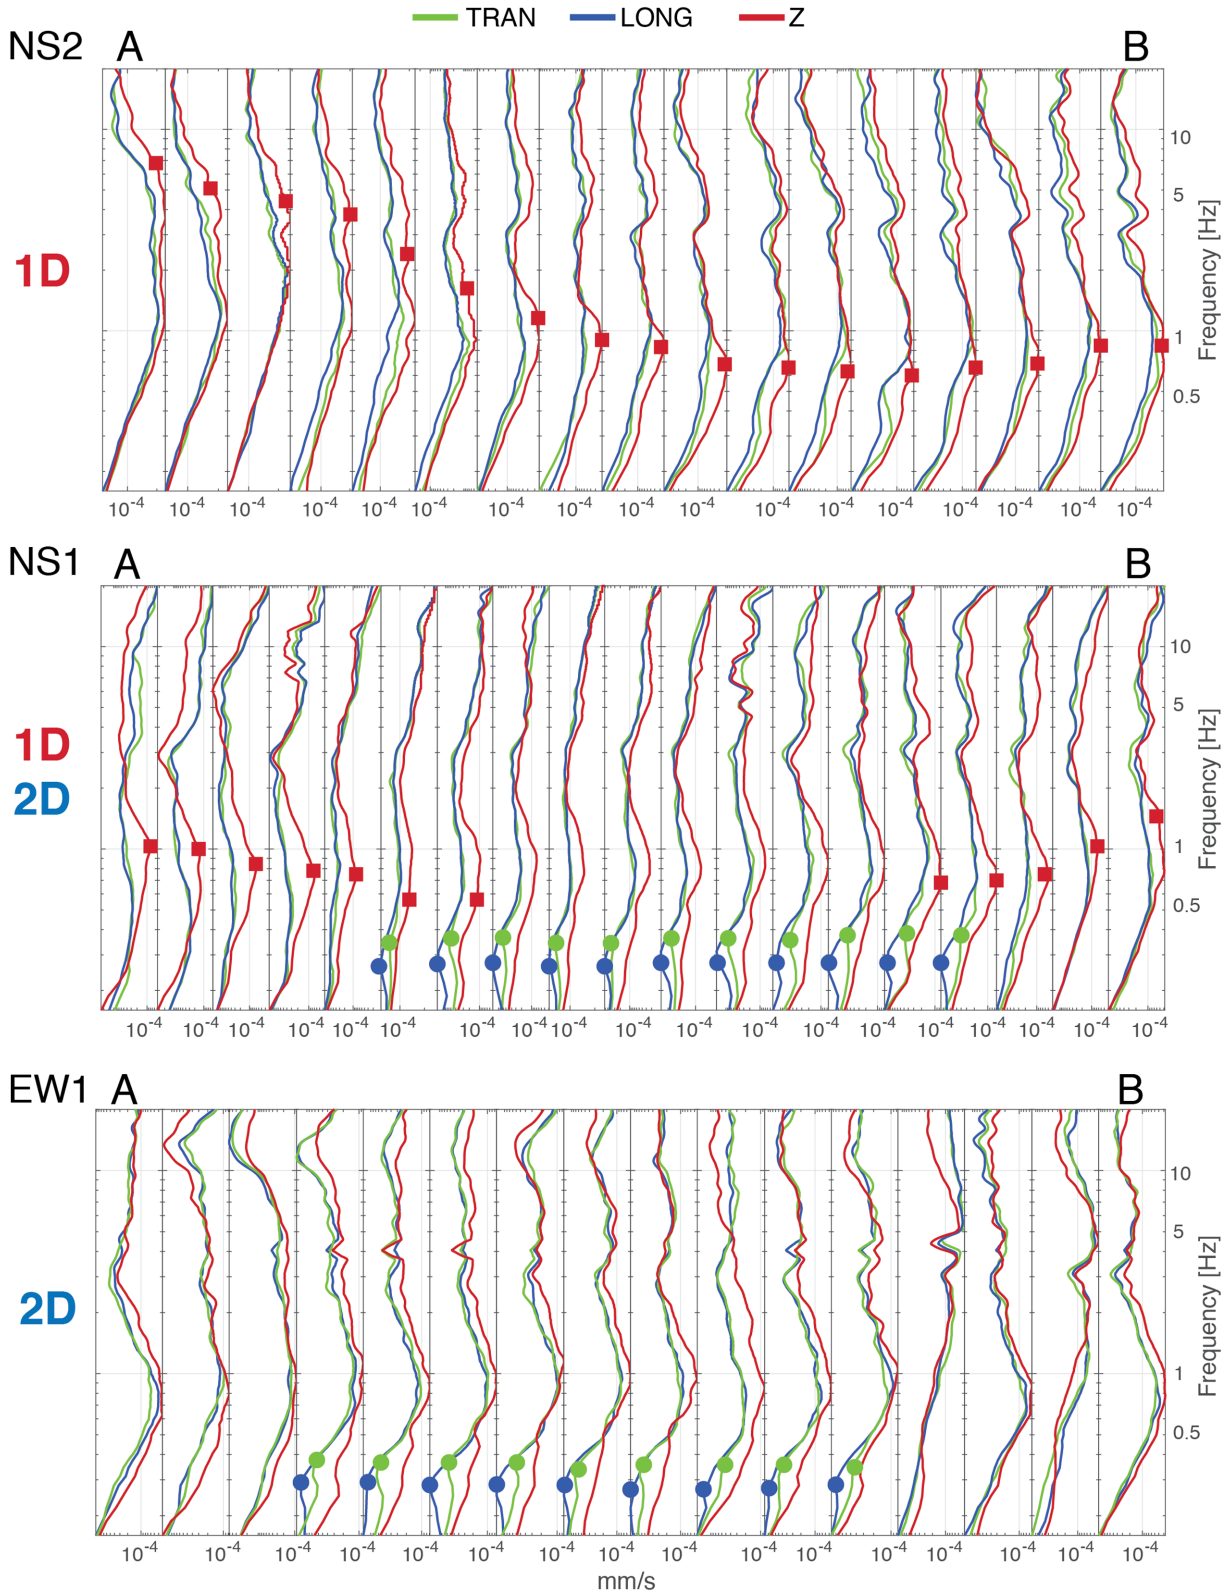 TRAN LONG Z
NS2 A B
10
5
1D
1
0.5
Frequency [Hz]
10⁻⁴ 10⁻⁴ 10⁻⁴ 10⁻⁴ 10⁻⁴ 10⁻⁴ 10⁻⁴ 10⁻⁴ 10⁻⁴ 10⁻⁴ 10⁻⁴ 10⁻⁴ 10⁻⁴ 10⁻⁴ 10⁻⁴ 10⁻⁴ 10⁻⁴
NS1 A B
10
5
1D
2D
1
0.5
Frequency [Hz]
10⁻⁴ 10⁻⁴ 10⁻⁴ 10⁻⁴ 10⁻⁴ 10⁻⁴ 10⁻⁴ 10⁻⁴ 10⁻⁴ 10⁻⁴ 10⁻⁴ 10⁻⁴ 10⁻⁴ 10⁻⁴ 10⁻⁴ 10⁻⁴ 10⁻⁴ 10⁻⁴ 10⁻⁴
EW1 A B
10
5
2D
1
0.5
Frequency [Hz]
10⁻⁴ 10⁻⁴ 10⁻⁴ 10⁻⁴ 10⁻⁴ 10⁻⁴ 10⁻⁴ 10⁻⁴ 10⁻⁴ 10⁻⁴ 10⁻⁴ 10⁻⁴ 10⁻⁴ 10⁻⁴ 10⁻⁴ 10⁻⁴
mm/s